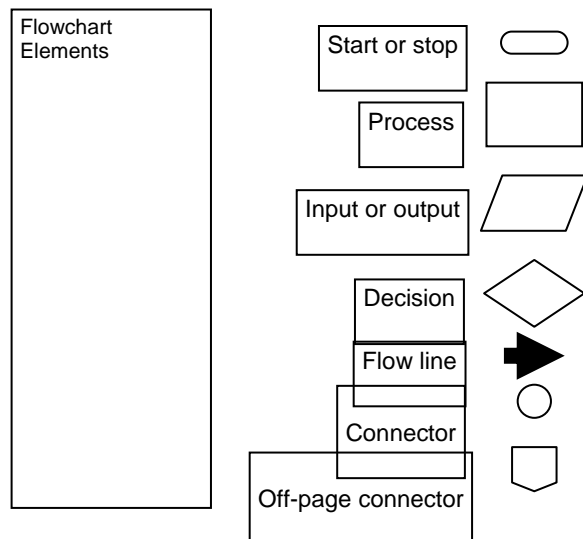 Flowchart
Elements
Start or stop
Process
Input or output
Decision
Flow line
Connector
Off-page connector